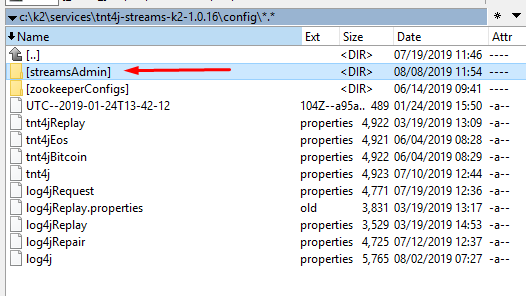 c:\k2\services\tnt4j-streams-k2-1.0.16\config\*.*
Name Ext Size Date Attr
[..] <DIR> 07/19/2019 11:46 ----
[streamsAdmin] <DIR> 08/08/2019 11:54 ----
[zookeeperConfigs] <DIR> 06/14/2019 09:41 ----
UTC--2019-01-24T13-42-12 104Z--a95a.. 489 01/24/2019 15:50 -a--
tnt4jReplay properties 4,922 03/19/2019 13:09 -a--
tnt4jEos properties 4,921 06/04/2019 08:28 -a--
tnt4jBitcoin properties 4,922 06/04/2019 08:29 -a--
tnt4j properties 4,923 07/10/2019 12:44 -a--
log4jRequest properties 4,771 07/19/2019 12:36 -a--
log4jReplay.properties old 3,831 03/19/2019 13:17 -a--
log4jReplay properties 3,529 03/19/2019 14:53 -a--
log4jRepair properties 4,725 07/12/2019 12:37 -a--
log4j properties 5,765 08/02/2019 07:27 -a--